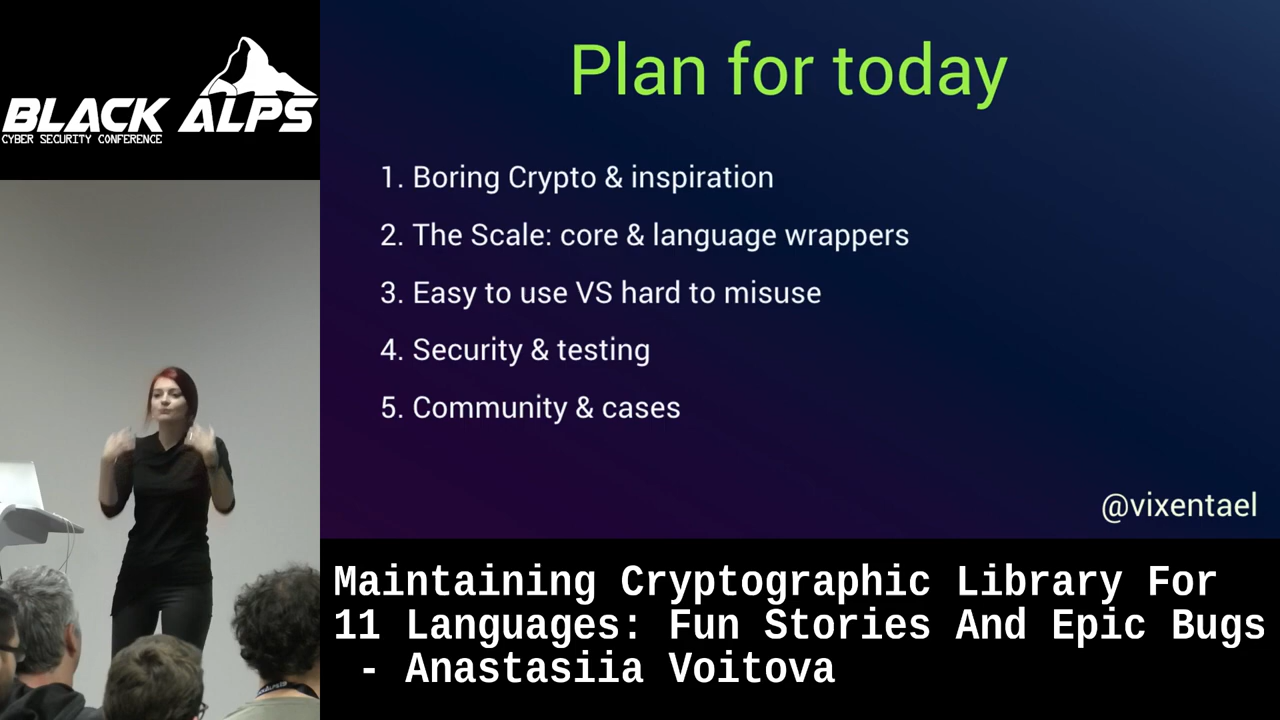 BLACK ALPS
CYBER SECURITY CONFERENCE
Plan for today
1. Boring Crypto & inspiration
2. The Scale: core & language wrappers
3. Easy to use VS hard to misuse
4. Security & testing
5. Community & cases
@vixentael
Maintaining Cryptographic Library For
11 Languages: Fun Stories And Epic Bugs
- Anastasiia Voitova